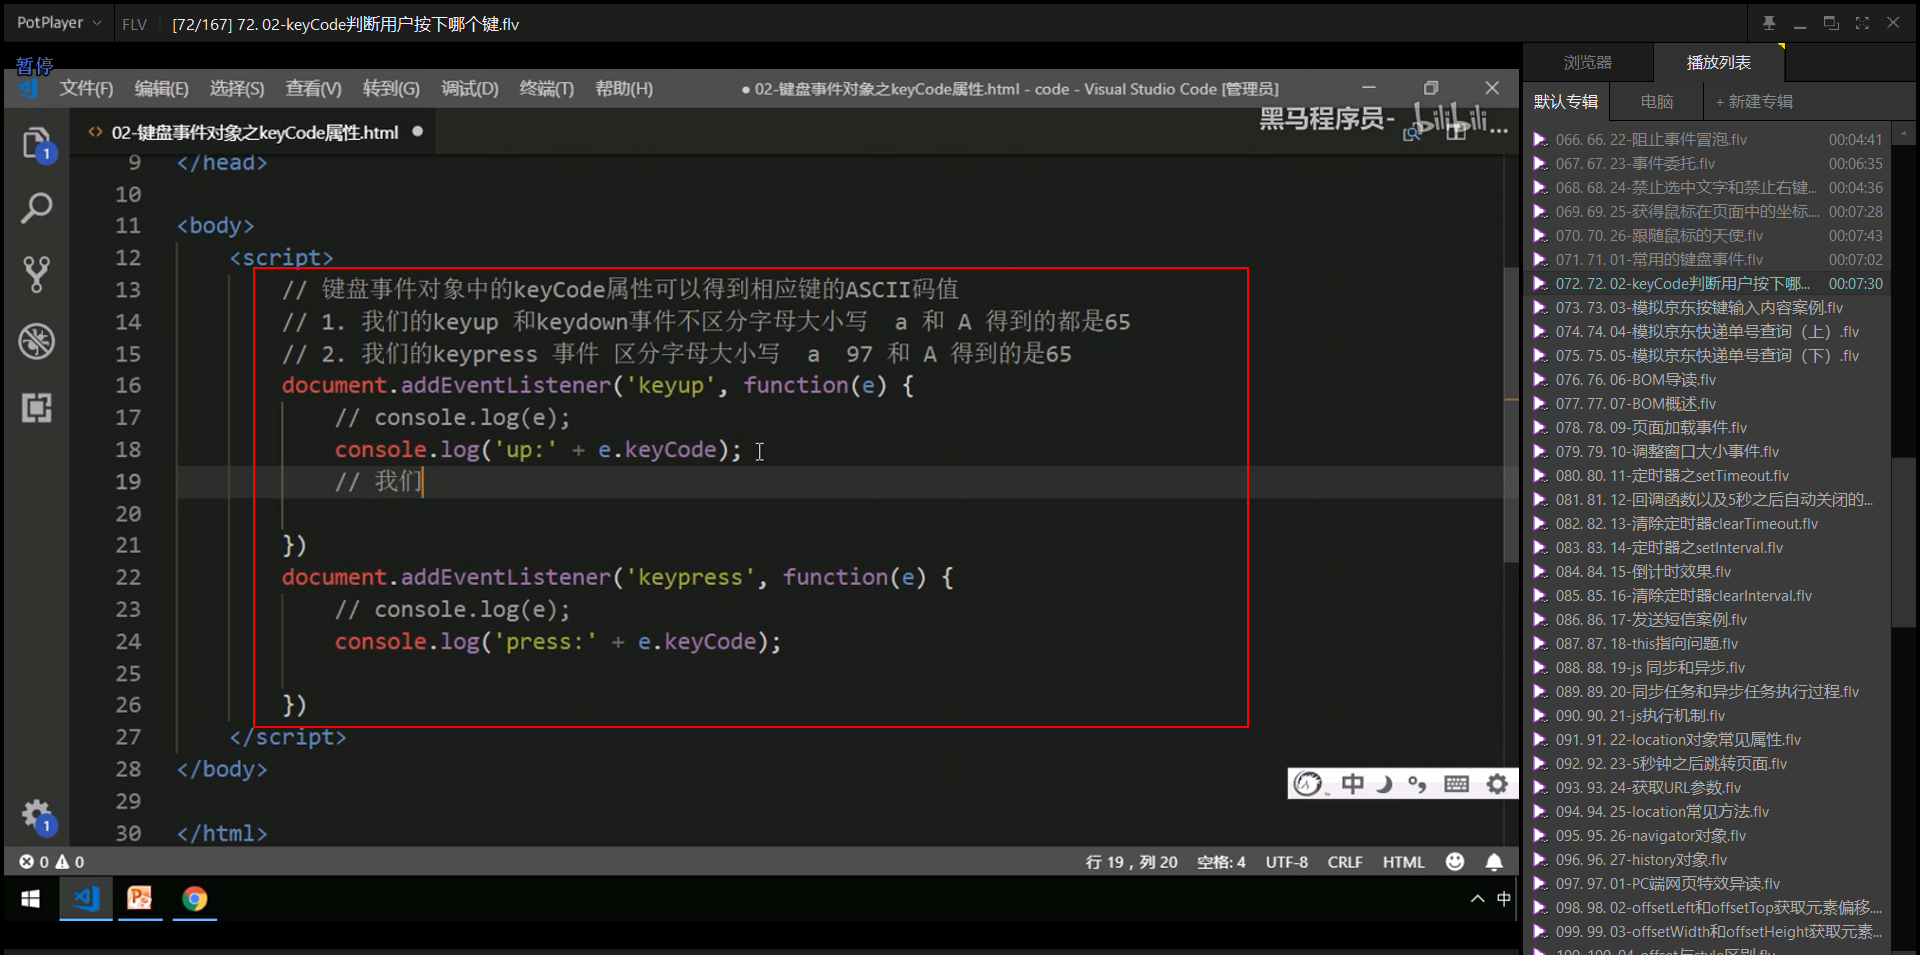 PotPlayer
FLV
[72/167] 72. 02-keyCode判断用户按下哪个键.flv
暂停
文件(F) 编辑(E) 选择(S) 查看(V) 转到(G) 调试(D) 终端(T) 帮助(H)
● 02-键盘事件对象之keyCode属性.html - code - Visual Studio Code [管理员]
02-键盘事件对象之keyCode属性.html ●
黑马程序员- bilibili
1
9 </head>
10
11 <body>
12 <script>
13 // 键盘事件对象中的keyCode属性可以得到相应键的ASCII码值
14 // 1. 我们的keyup 和keydown事件不区分字母大小写 a 和 A 得到的都是65
15 // 2. 我们的keypress 事件 区分字母大小写 a 97 和 A 得到的是65
16 document.addEventListener('keyup', function(e) {
17 // console.log(e);
18 console.log('up:' + e.keyCode);
19 // 我们
20
21 })
22 document.addEventListener('keypress', function(e) {
23 // console.log(e);
24 console.log('press:' + e.keyCode);
25
26 })
27 </script>
28 </body>
29
30 </html>
1
中
0 0
行 19，列 20 空格: 4 UTF-8 CRLF HTML
中
浏览器 播放列表
默认专辑 电脑 + 新建专辑
066. 66. 22-阻止事件冒泡.flv 00:04:41
067. 67. 23-事件委托.flv 00:06:35
068. 68. 24-禁止选中文字和禁止右键... 00:04:36
069. 69. 25-获得鼠标在页面中的坐标.... 00:07:28
070. 70. 26-跟随鼠标的天使.flv 00:07:43
071. 71. 01-常用的键盘事件.flv 00:07:02
072. 72. 02-keyCode判断用户按下哪... 00:07:30
073. 73. 03-模拟京东按键输入内容案例.flv
074. 74. 04-模拟京东快递单号查询（上）.flv
075. 75. 05-模拟京东快递单号查询（下）.flv
076. 76. 06-BOM导读.flv
077. 77. 07-BOM概述.flv
078. 78. 09-页面加载事件.flv
079. 79. 10-调整窗口大小事件.flv
080. 80. 11-定时器之setTimeout.flv
081. 81. 12-回调函数以及5秒之后自动关闭的...
082. 82. 13-清除定时器clearTimeout.flv
083. 83. 14-定时器之setInterval.flv
084. 84. 15-倒计时效果.flv
085. 85. 16-清除定时器clearInterval.flv
086. 86. 17-发送短信案例.flv
087. 87. 18-this指向问题.flv
088. 88. 19-js 同步和异步.flv
089. 89. 20-同步任务和异步任务执行过程.flv
090. 90. 21-js执行机制.flv
091. 91. 22-location对象常见属性.flv
092. 92. 23-5秒钟之后跳转页面.flv
093. 93. 24-获取URL参数.flv
094. 94. 25-location常见方法.flv
095. 95. 26-navigator对象.flv
096. 96. 27-history对象.flv
097. 97. 01-PC端网页特效导读.flv
098. 98. 02-offsetLeft和offsetTop获取元素偏移....
099. 99. 03-offsetWidth和offsetHeight获取元素...
100. 100. 04-offset与style区别.flv